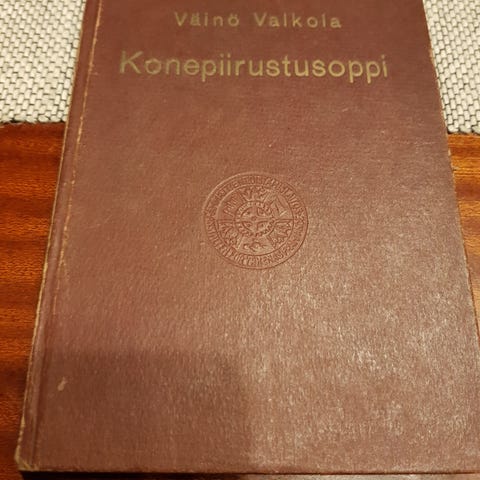 Väinö Valkola
Konepiirustusoppi